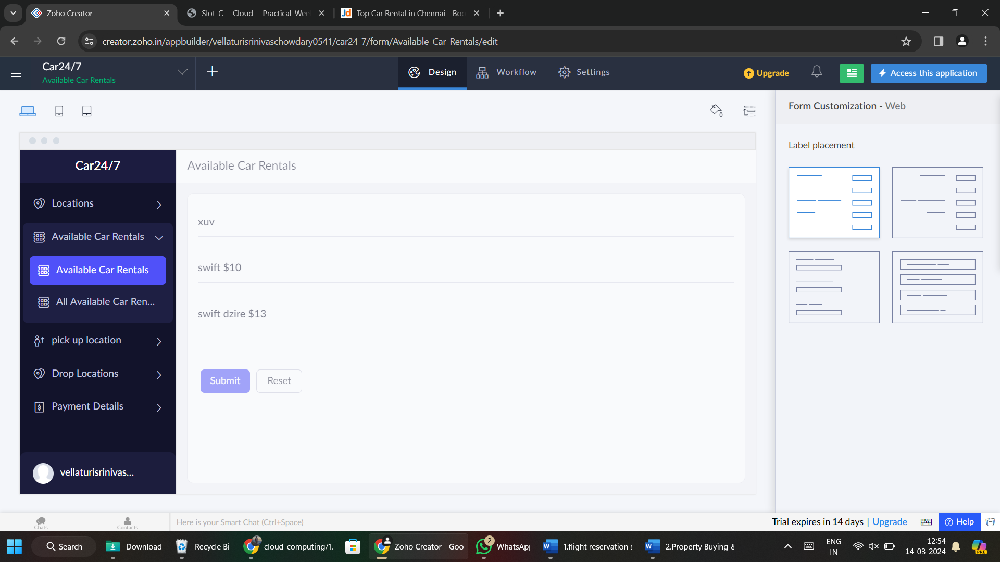 Zoho Creator
Slot_C_-_Cloud_-_Practical_Wee
Jd Top Car Rental in Chennai - Boo
creator.zoho.in/appbuilder/vellaturisrinivaschowdary0541/car24-7/form/Available_Car_Rentals/edit
Car24/7
Available Car Rentals
Design
Workflow
Settings
Upgrade
Access this application
Form Customization - Web
Label placement
Car24/7
Locations
Available Car Rentals
Available Car Rentals
All Available Car Ren...
pick up location
Drop Locations
Payment Details
vellaturisrinivas...
Available Car Rentals
xuv
swift $10
swift dzire $13
Submit
Reset
Chats
Contacts
Here is your Smart Chat (Ctrl+Space)
Trial expires in 14 days | Upgrade
Help
Search
Download
Recycle Bi
cloud-computing/1.
Zoho Creator - Goo
2
WhatsApp
1.flight reservation s
2.Property Buying &
ENG
IN
12:54
14-03-2024
PRE